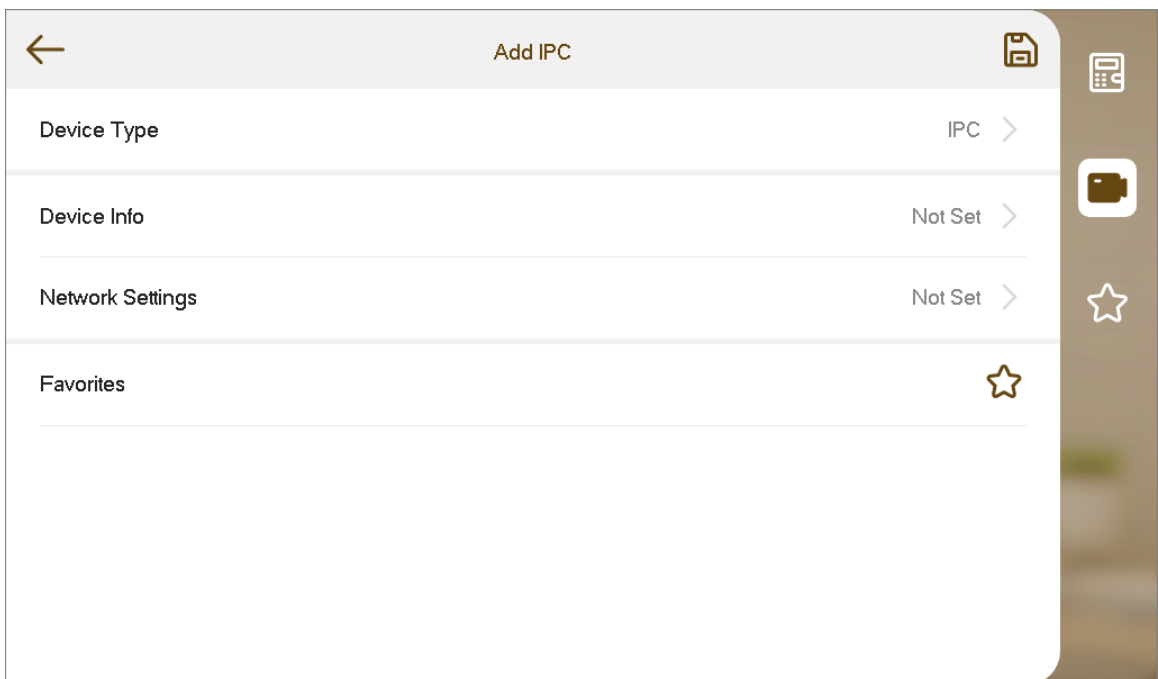 Add IPC
Device Type IPC
Device Info Not Set
Network Settings Not Set
Favorites